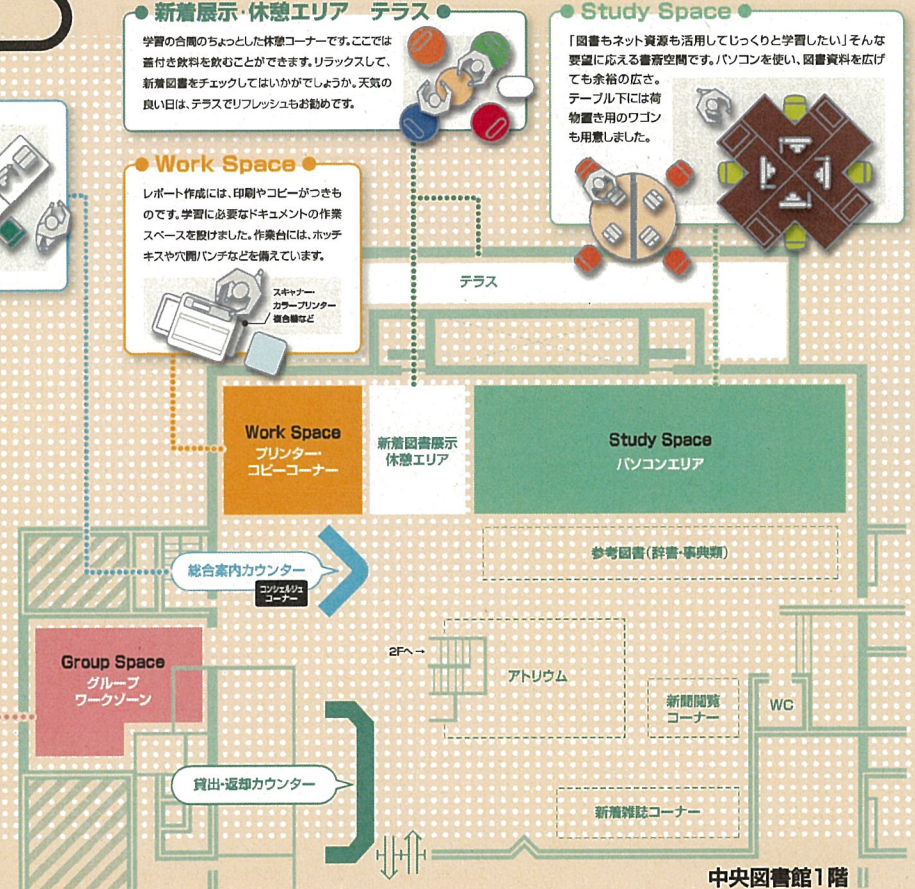 新着展示・休憩エリア　テラス
学習の合間のちょっとした休憩コーナーです。ここでは
蓋付き飲料を飲むことができます。リラックスして、
新着図書をチェックしてはいかがでしょうか。天気の
良い日は、テラスでリフレッシュもお勧めです。
Study Space
「図書もネット資源も活用してじっくりと学習したい」そんな
要望に応える書斎空間です。パソコンを使い、図書資料を広げ
ても余裕の広さ。
テーブル下には荷
物置き用のワゴン
も用意しました。
Work Space
レポート作成には、印刷やコピーがつきも
のです。学習に必要なドキュメントの作業
スペースを設けました。作業台には、ホッチ
キスや穴開パンチなどを備えています。
スキャナー・
カラープリンター
複合機など
テラス
Work Space
プリンター・
コピーコーナー
新着図書展示
休憩エリア
Study Space
パソコンエリア
参考図書(辞書・事典類)
総合案内カウンター
コンシェルジュ
コーナー
Group Space
グループ
ワークゾーン
2Fへ→
アトリウム
新聞閲覧
コーナー
WC
貸出・返却カウンター
新着雑誌コーナー
中央図書館1階